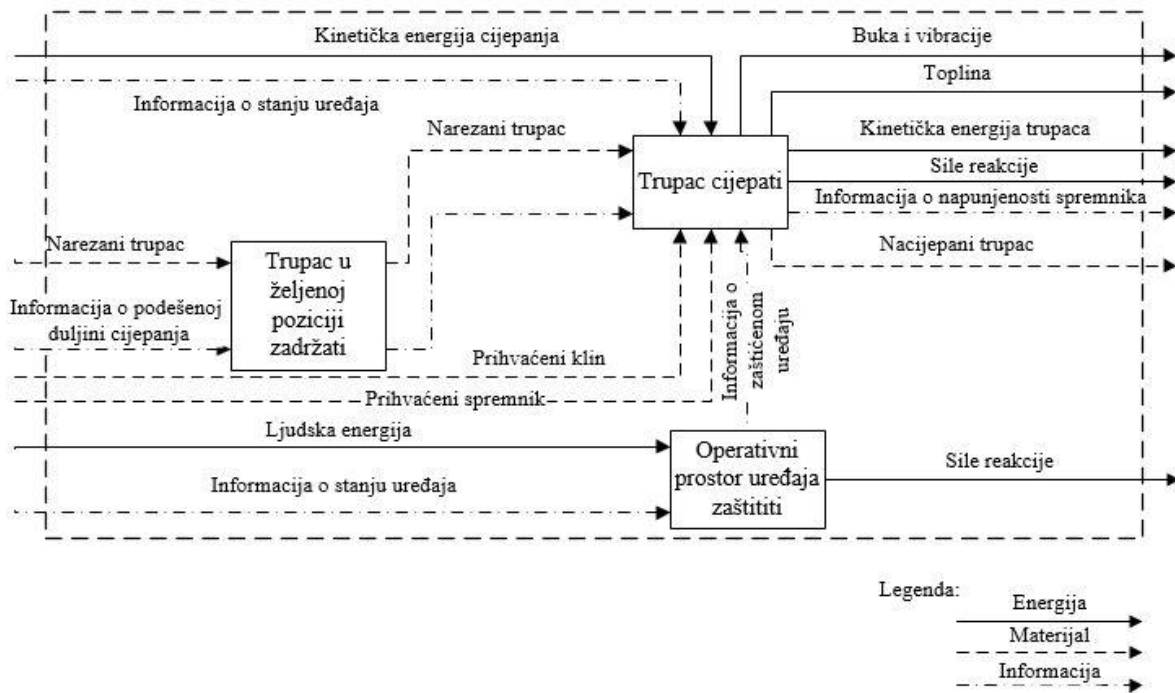 Kinetička energija cijepanja
Buka i vibracije
Toplina
Informacija o stanju uređaja
Narezani trupac
Kinetička energija trupaca
Trupac cijepati
Sile reakcije
Informacija o napunjenosti spremnika
Narezani trupac
Nacijepani trupac
Trupac u
željenoj
poziciji
zadržati
Informacija o podešenoj
duljini cijepanja
Informacija o
zaštićenom
uređaju
Prihvaćeni klin
Prihvaćeni spremnik
Ljudska energija
Operativni
prostor uređaja
zaštititi
Sile reakcije
Informacija o stanju uređaja
Legenda:
Energija
Materijal
Informacija